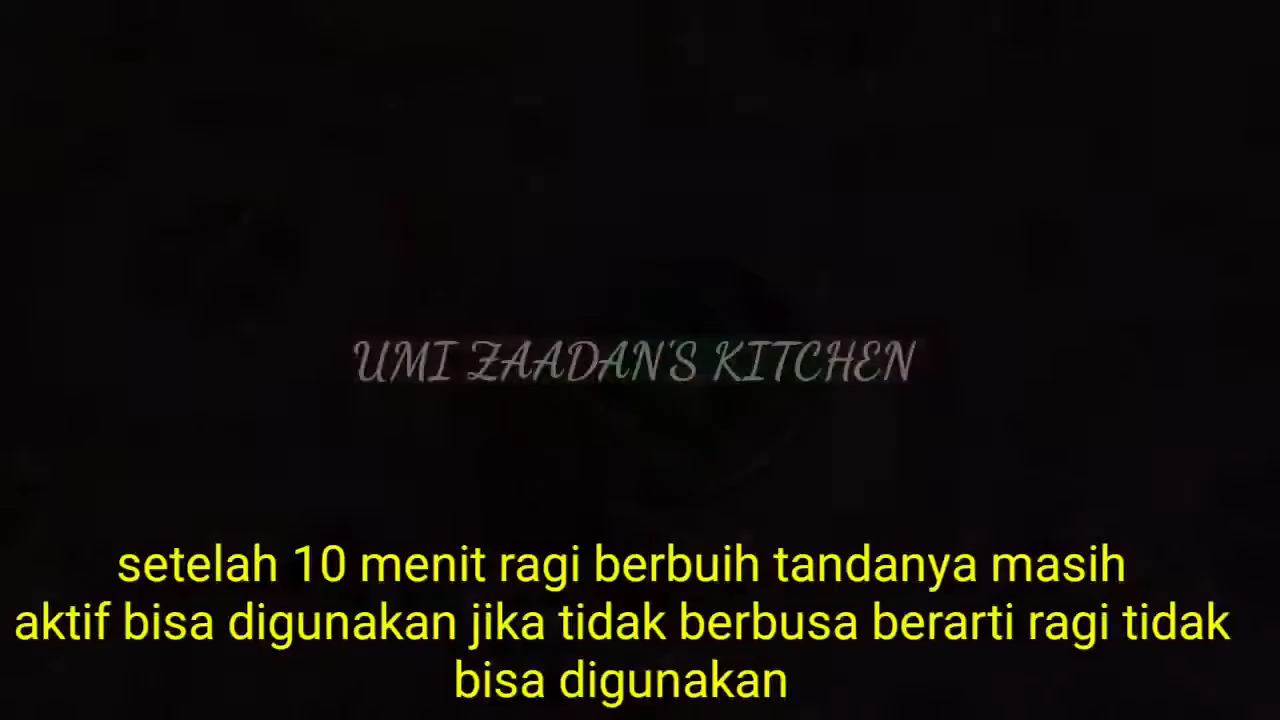 UMI ZAADAN'S KITCHEN
setelah 10 menit ragi berbuih tandanya masih
aktif bisa digunakan jika tidak berbusa berarti ragi tidak
bisa digunakan